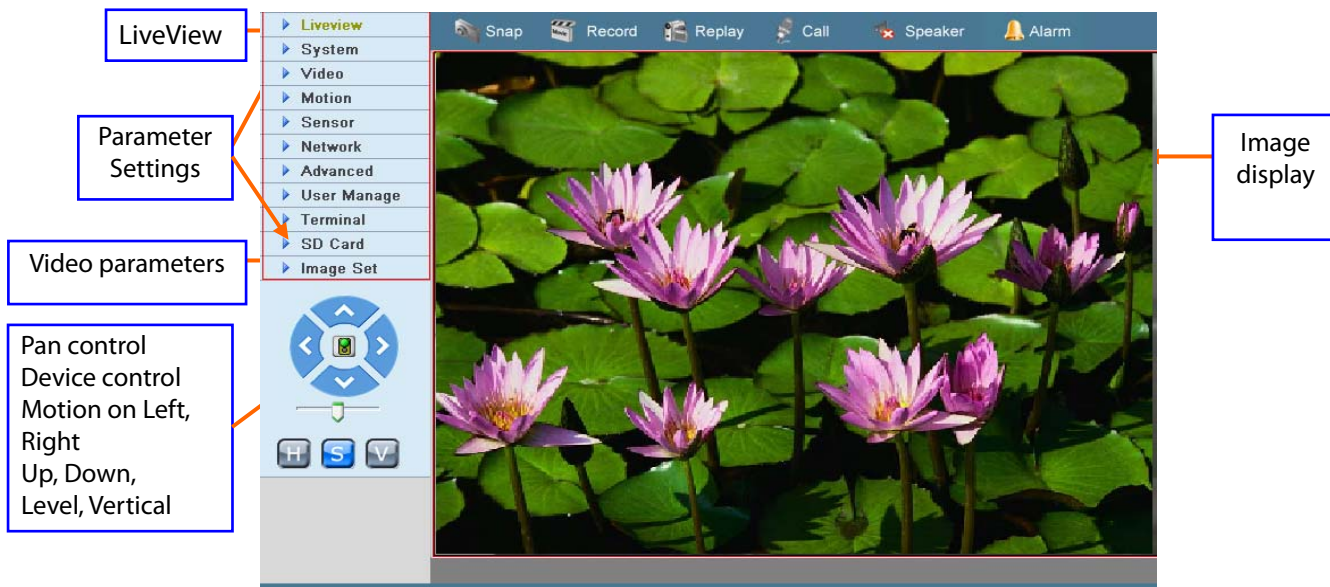 LiveView
Parameter
Settings
Video parameters
Pan control
Device control
Motion on Left,
Right
Up, Down,
Level, Vertical
Liveview
System
Video
Motion
Sensor
Network
Advanced
User Manage
Terminal
SD Card
Image Set
H S V
Snap Record Replay Call Speaker Alarm
Image
display